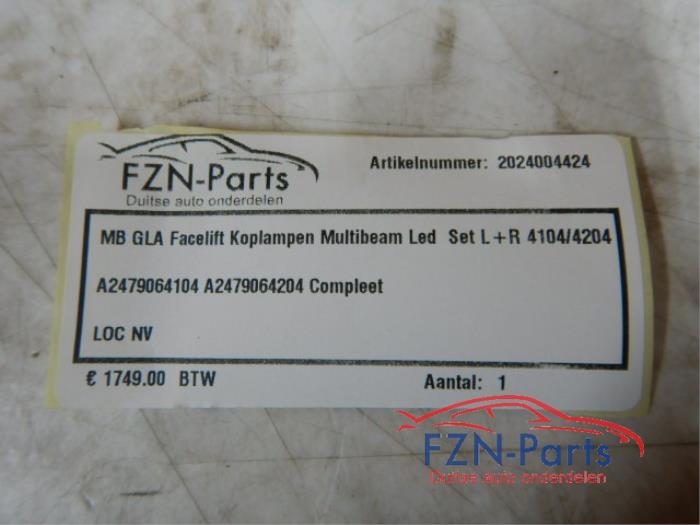 FZN-Parts
Duitse auto onderdelen
Artikelnummer: 2024004424
MB GLA Facelift Koplampen Multibeam Led Set L+R 4104/4204
A2479064104 A2479064204 Compleet
LOC NV
€ 1749.00 BTW
Aantal: 1
FZN-Parts
Duitse auto onderdelen